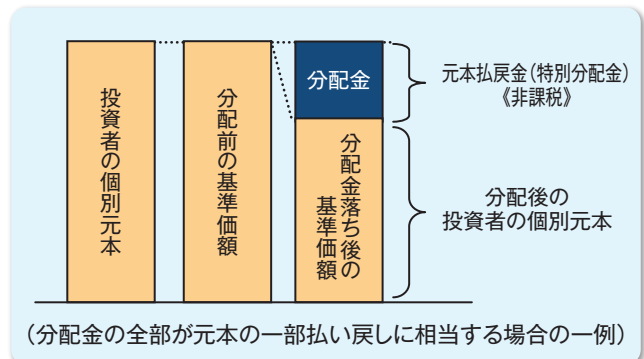 投資者の個別元本
分配前の基準価額
分配金
分配金落ち後の
基準価額
元本払戻金(特別分配金)
《非課税》
分配後の
投資者の個別元本
(分配金の全部が元本の一部払い戻しに相当する場合の一例)